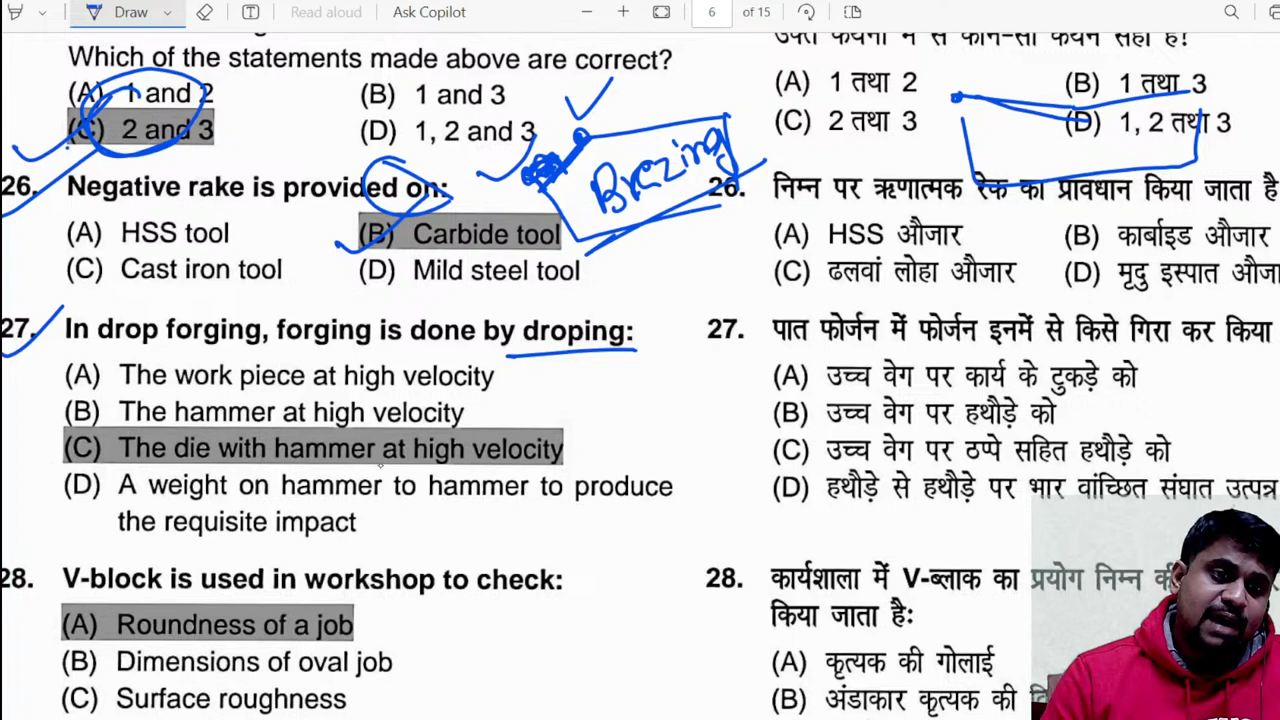 Draw
Read aloud
Ask Copilot
6 of 15
Which of the statements made above are correct?
(A) 1 and 2
(B) 1 and 3
(C) 2 and 3
(D) 1, 2 and 3
Brezing
26. Negative rake is provided on:
(A) HSS tool
(B) Carbide tool
(C) Cast iron tool
(D) Mild steel tool
27. In drop forging, forging is done by droping:
(A) The work piece at high velocity
(B) The hammer at high velocity
(C) The die with hammer at high velocity
(D) A weight on hammer to hammer to produce
the requisite impact
28. V-block is used in workshop to check:
(A) Roundness of a job
(B) Dimensions of oval job
(C) Surface roughness
उक्त कथनों में से कौन-सा कथन सही है!
(A) 1 तथा 2
(B) 1 तथा 3
(C) 2 तथा 3
(D) 1, 2 तथा 3
26. निम्न पर ऋणात्मक रेक का प्रावधान किया जाता है
(A) HSS औजार
(B) कार्बाइड औजार
(C) ढलवां लोहा औजार
(D) मृदु इस्पात
27. पात फोर्जन में फोर्जन इनमें से किसे गिरा कर किया
(A) उच्च वेग पर कार्य के टुकड़े को
(B) उच्च वेग पर हथौड़े को
(C) उच्च वेग पर ठप्पे सहित हथौड़े को
(D) हथौड़े से हथौड़े पर भार वांच्छित संघात
28. कार्यशाला में V-ब्लाक का प्रयोग निम्न की
किया जाता है:
(A) कृत्यक की गोलाई
(B) अंडाकार कृत्यक की